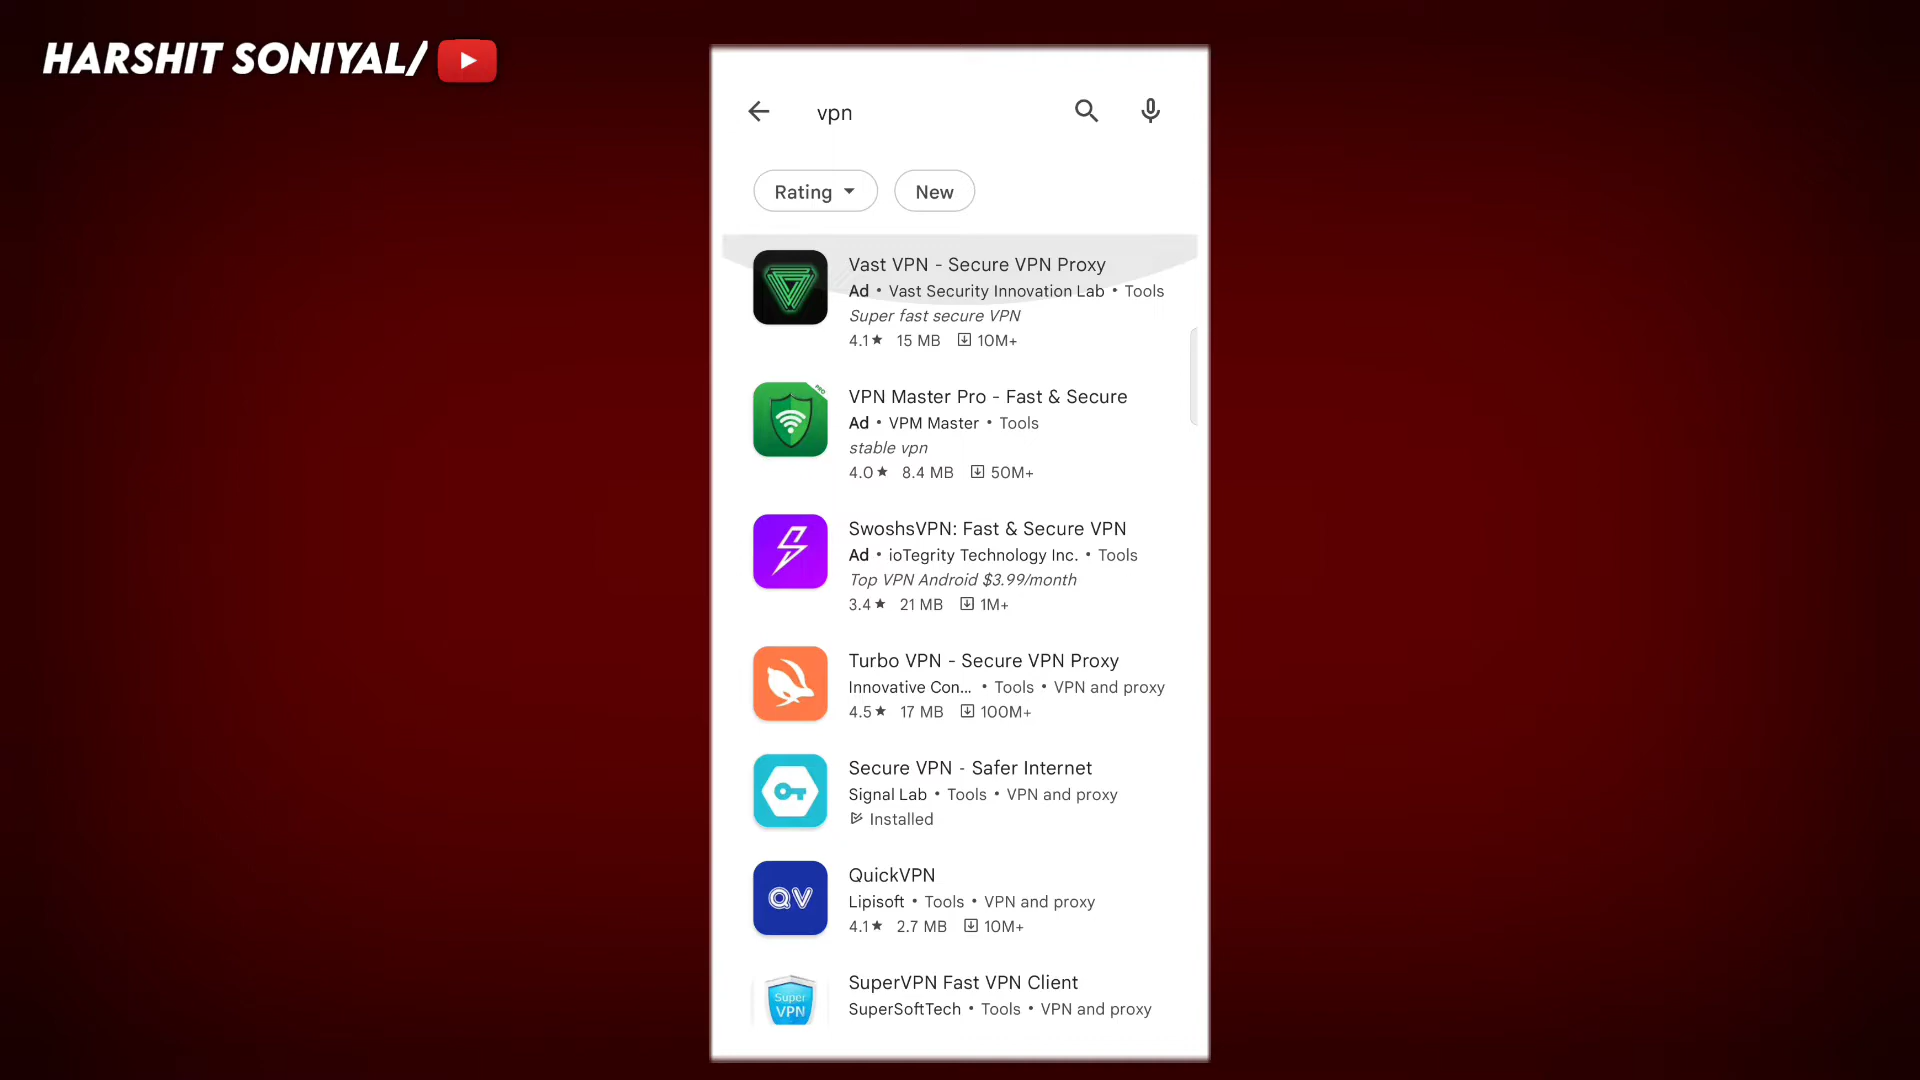 HARSHIT SONIYAL/
vpn
Rating
New
Vast VPN - Secure VPN Proxy
Ad • Vast Security Innovation Lab • Tools
Super fast secure VPN
4.1★ 15 MB 10M+
PRO
VPN Master Pro - Fast & Secure
Ad • VPM Master • Tools
stable vpn
4.0★ 8.4 MB 50M+
SwoshsVPN: Fast & Secure VPN
Ad • ioTegrity Technology Inc. • Tools
Top VPN Android $3.99/month
3.4★ 21 MB 1M+
Turbo VPN - Secure VPN Proxy
Innovative Con... • Tools • VPN and proxy
4.5★ 17 MB 100M+
Secure VPN - Safer Internet
Signal Lab • Tools • VPN and proxy
Installed
QV
QuickVPN
Lipisoft • Tools • VPN and proxy
4.1★ 2.7 MB 10M+
Super
VPN
SuperVPN Fast VPN Client
SuperSoftTech • Tools • VPN and proxy